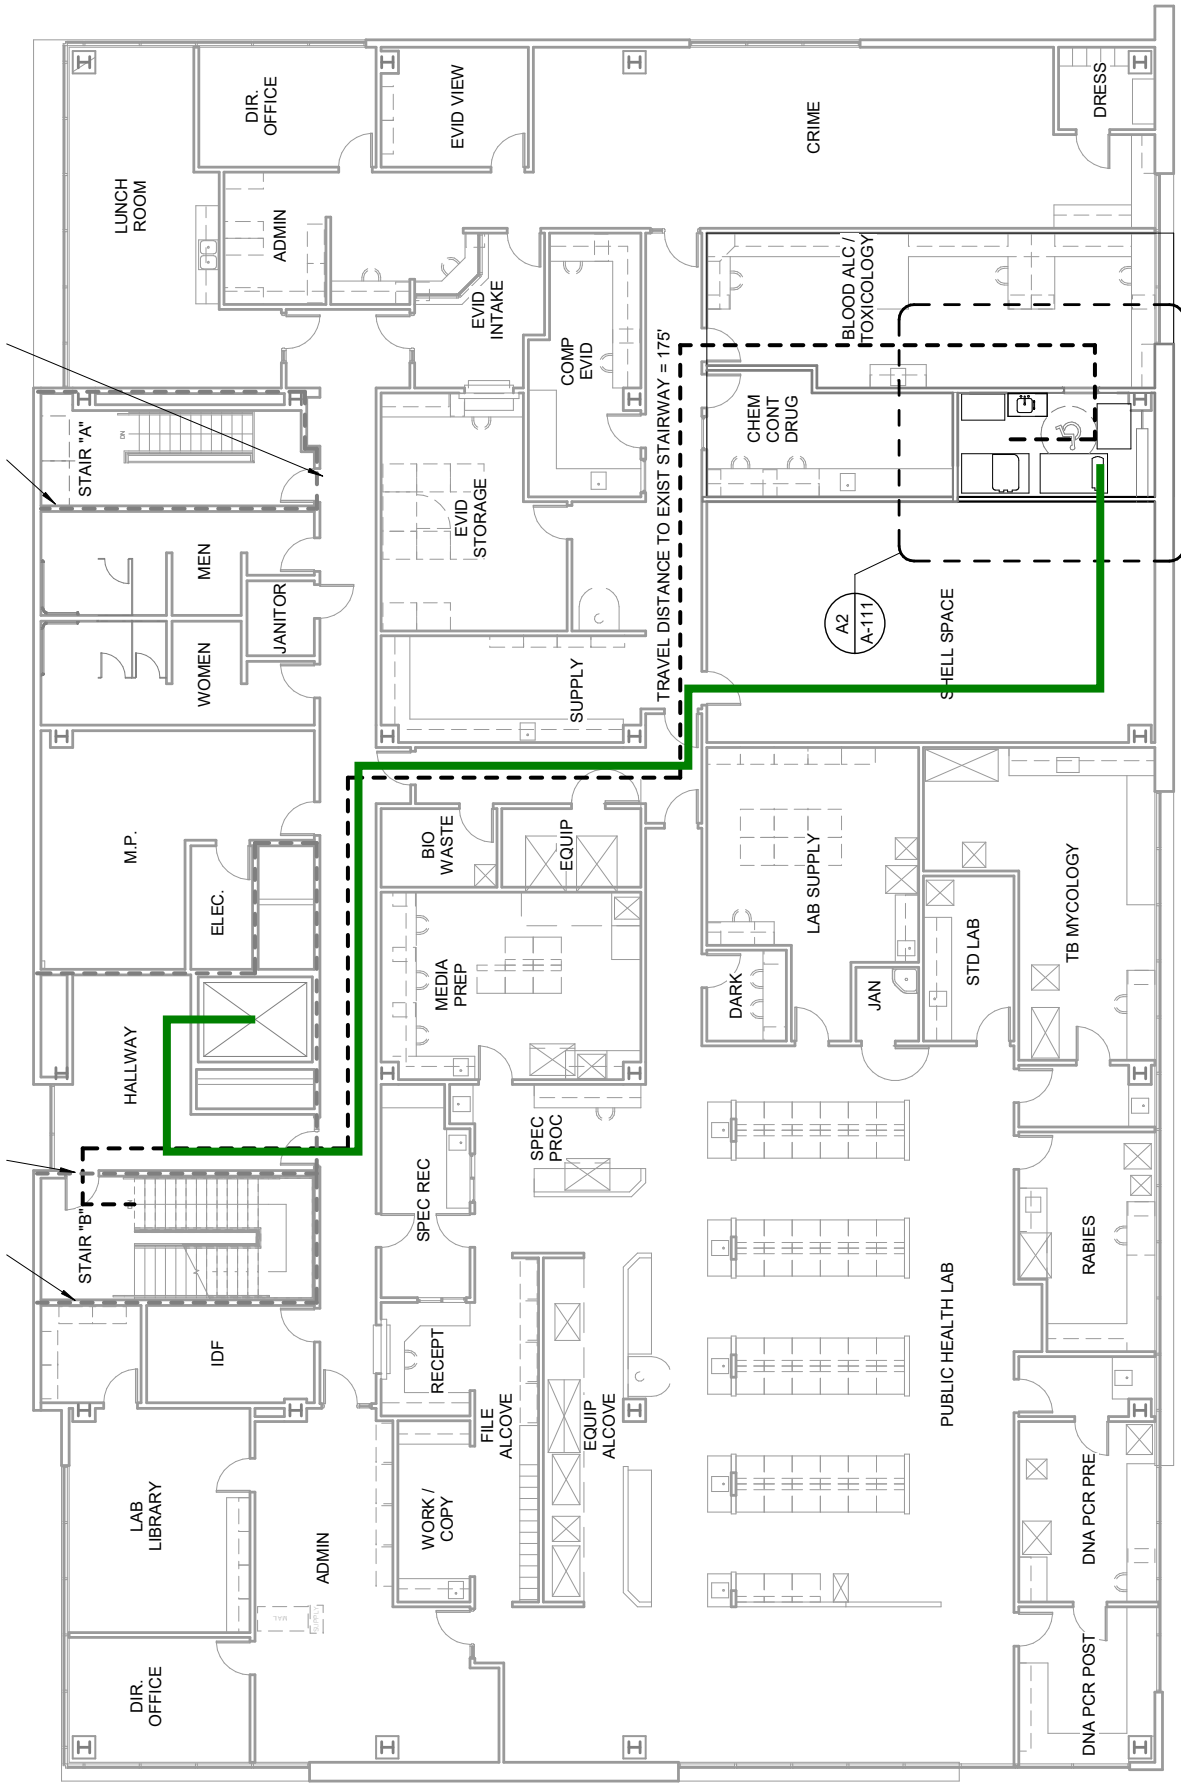 LUNCH
ROOM
DIR.
OFFICE
EVID VIEW
CRIME
DRESS
ADMIN
EVID
INTAKE
COMP
EVID
BLOOD ALC /
TOXICOLOGY
STAIR "A"
DN
EVID
STORAGE
TRAVEL DISTANCE TO EXIST STAIRWAY = 175'
CHEM
CONT
DRUG
MEN
JANITOR
WOMEN
SUPPLY
A2
A-111
SHELL SPACE
M.P.
ELEC.
BIO
WASTE
EQUIP
LAB SUPPLY
TB MYCOLOGY
STD LAB
HALLWAY
MEDIA
PREP
DARK
JAN
STAIR "B"
DN
SPEC REC
SPEC
PROC
RABIES
IDF
RECEPT
FILE
ALCOVE
EQUIP
ALCOVE
PUBLIC HEALTH LAB
LAB
LIBRARY
WORK /
COPY
DNA PCR PRE
ADMIN
MAIL
SUPPLY
DIR.
OFFICE
DNA PCR POST